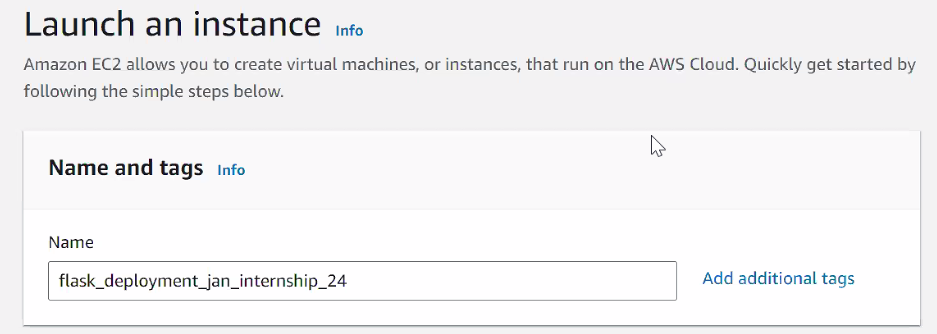 Launch an instance Info
Amazon EC2 allows you to create virtual machines, or instances, that run on the AWS Cloud. Quickly get started by
following the simple steps below.
Name and tags Info
Name
flask_deployment_jan_internship_24 Add additional tags